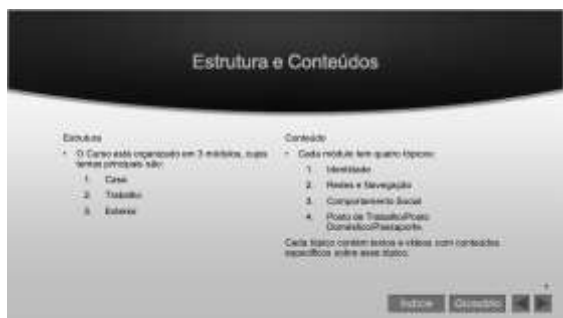 Estrutura e Conteúdos
Estrutura
• O Curso está organizado em 3 módulos, cujos
temas principais são:
1. Casa
2. Trabalho
3. Exterior
Conteúdo
• Cada módulo tem quatro tópicos:
1. Identidade
2. Redes e Navegação
3. Comportamento Social
4. Posto de Trabalho/Posto
Doméstico/Passaporte
Cada tópico contém textos e vídeos com conteúdos
específicos sobre esse tópico.
Índice
Glossário